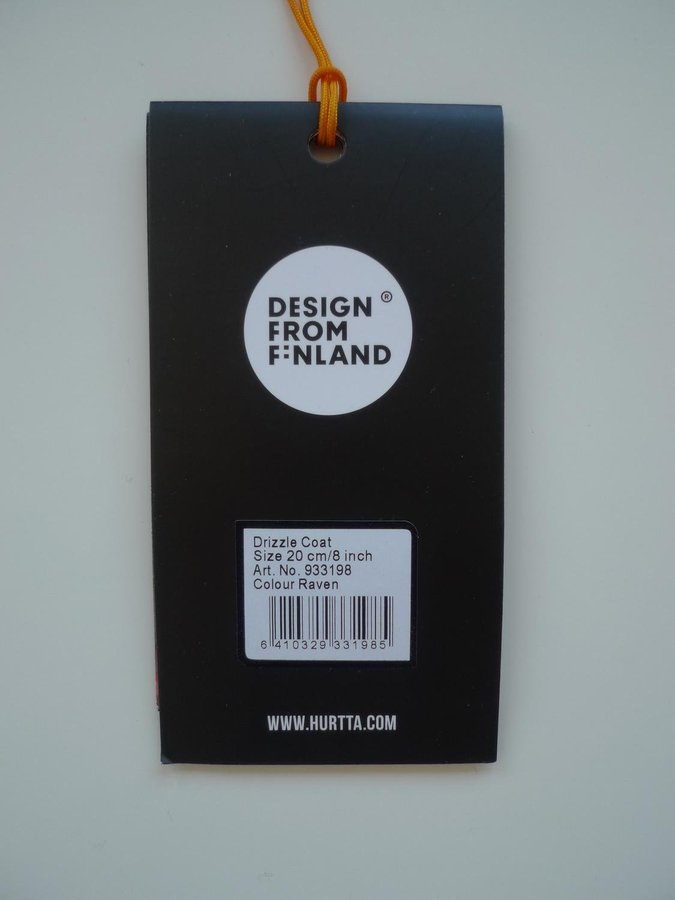 DESIGN ®
FROM
FINLAND
Drizzle Coat
Size 20 cm/8 inch
Art. No. 933198
Colour Raven
6 410329 331985
WWW.HURTTA.COM